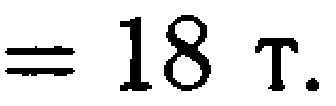 = 18 т.